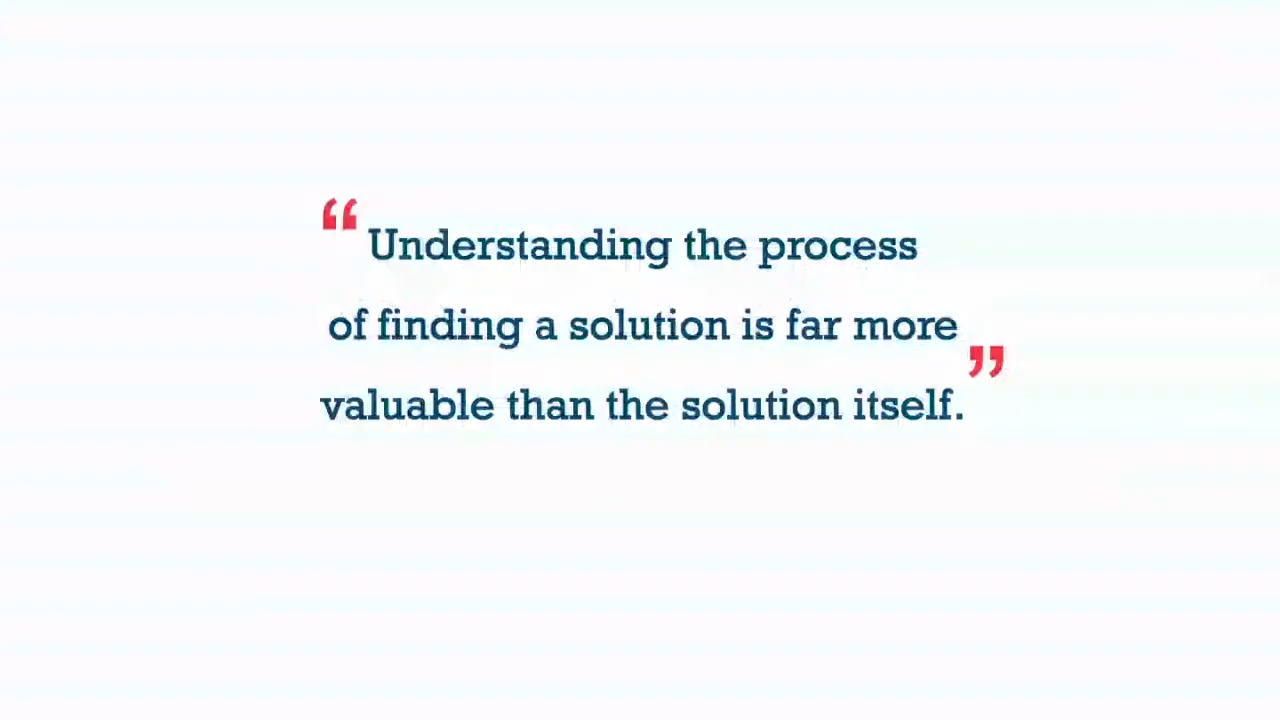 “Understanding the process
of finding a solution is far more
valuable than the solution itself.”